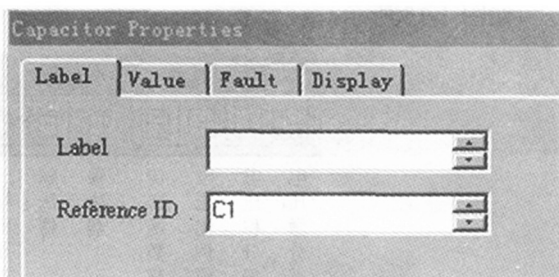 Capacitor Properties
Label Value Fault Display
Label
Reference ID C1